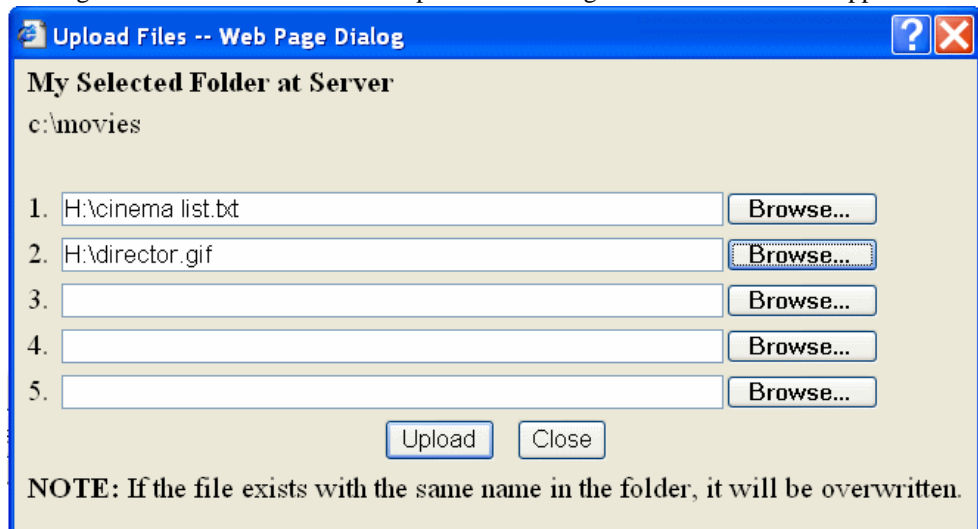 Upload Files -- Web Page Dialog
My Selected Folder at Server
c:\movies
1. H:\cinema list.txt Browse...
2. H:\director.gif Browse...
3. Browse...
4. Browse...
5. Browse...
Upload Close
NOTE: If the file exists with the same name in the folder, it will be overwritten.